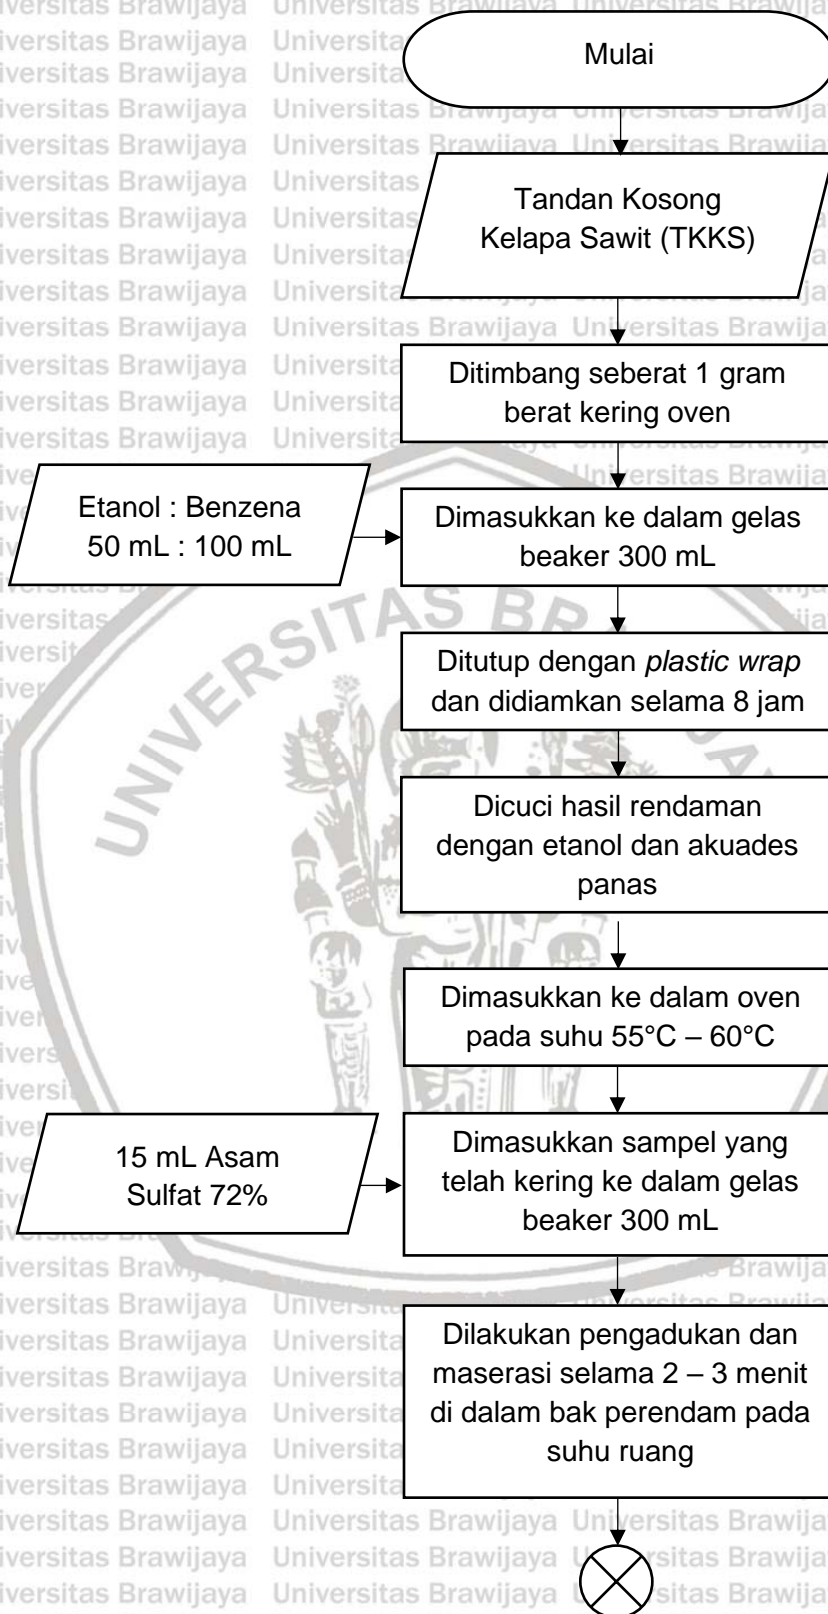 Mulai
Tandan Kosong
Kelapa Sawit (TKKS)
Ditimbang seberat 1 gram
berat kering oven
Etanol : Benzena
50 mL : 100 mL
Dimasukkan ke dalam gelas
beaker 300 mL
Ditutup dengan plastic wrap
dan didiamkan selama 8 jam
Dicuci hasil rendaman
dengan etanol dan akuades
panas
Dimasukkan ke dalam oven
pada suhu 55°C – 60°C
15 mL Asam
Sulfat 72%
Dimasukkan sampel yang
telah kering ke dalam gelas
beaker 300 mL
Dilakukan pengadukan dan
maserasi selama 2 – 3 menit
di dalam bak perendam pada
suhu ruang